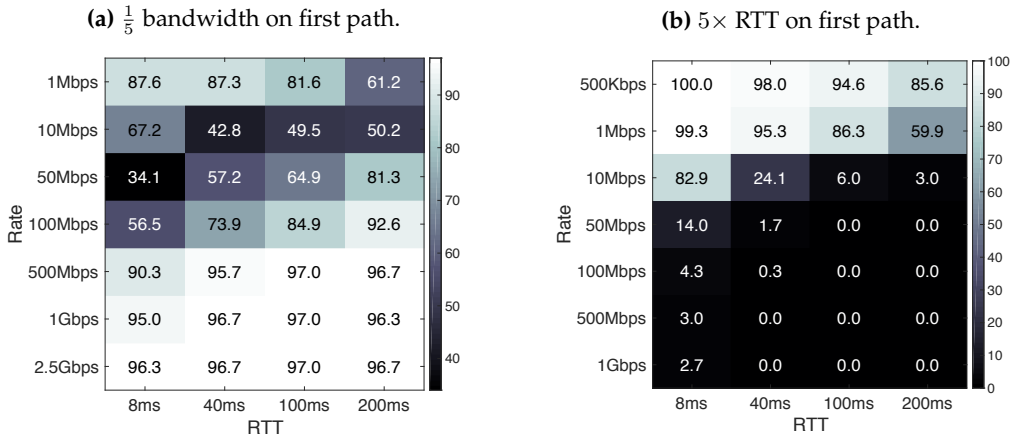 (a) 1/5 bandwidth on first path.
1Mbps 87.6 87.3 81.6 61.2
10Mbps 67.2 42.8 49.5 50.2
50Mbps 34.1 57.2 64.9 81.3
100Mbps 56.5 73.9 84.9 92.6
500Mbps 90.3 95.7 97.0 96.7
1Gbps 95.0 96.7 97.0 96.3
2.5Gbps 96.3 96.7 97.0 96.7
8ms 40ms 100ms 200ms
RTT
Rate
90
80
70
60
50
40
(b) 5× RTT on first path.
500Kbps 100.0 98.0 94.6 85.6
1Mbps 99.3 95.3 86.3 59.9
10Mbps 82.9 24.1 6.0 3.0
50Mbps 14.0 1.7 0.0 0.0
100Mbps 4.3 0.3 0.0 0.0
500Mbps 3.0 0.0 0.0 0.0
1Gbps 2.7 0.0 0.0 0.0
8ms 40ms 100ms 200ms
RTT
Rate
100
90
80
70
60
50
40
30
20
10
0